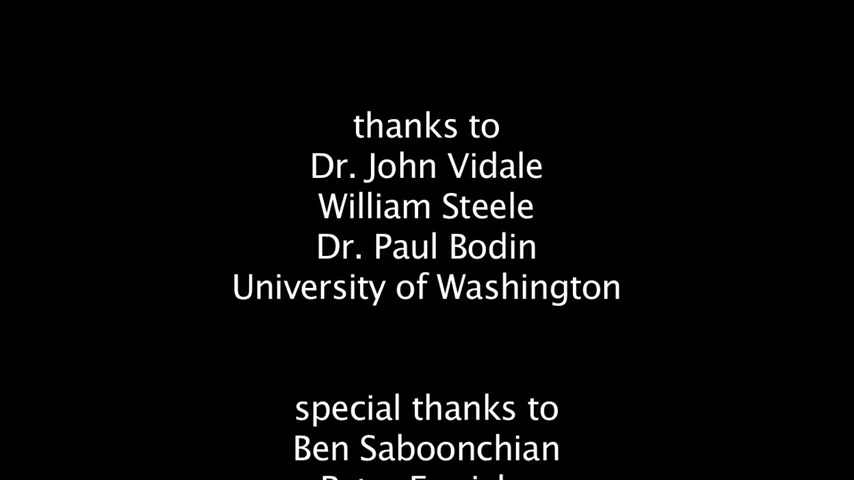 thanks to
Dr. John Vidale
William Steele
Dr. Paul Bodin
University of Washington
special thanks to
Ben Saboonchian